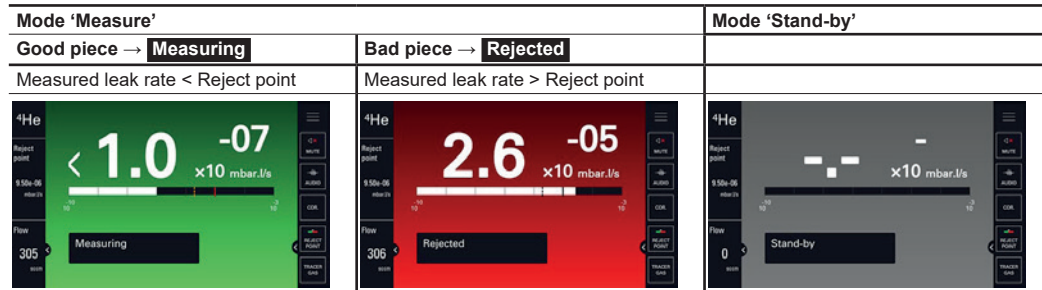 Mode ‘Measure’
Mode ‘Stand-by’
Good piece → Measuring
Bad piece → Rejected
Measured leak rate < Reject point
Measured leak rate > Reject point
⁴He
Reject
point
9.50e-06
mbar.l/s
Flow
305
sccm
< 1.0 -07
×10 mbar.l/s
10⁻¹⁰
10⁻³
Measuring
MUTE
AUDIO
COR.
REJECT
POINT
TRACER
GAS
⁴He
Reject
point
9.50e-06
mbar.l/s
Flow
306
sccm
2.6 -05
×10 mbar.l/s
10⁻¹⁰
10⁻³
Rejected
MUTE
AUDIO
COR.
REJECT
POINT
TRACER
GAS
⁴He
Reject
point
9.50e-06
mbar.l/s
Flow
0
sccm
-.- -
×10 mbar.l/s
10⁻¹⁰
10⁻³
Stand-by
MUTE
AUDIO
COR.
REJECT
POINT
TRACER
GAS